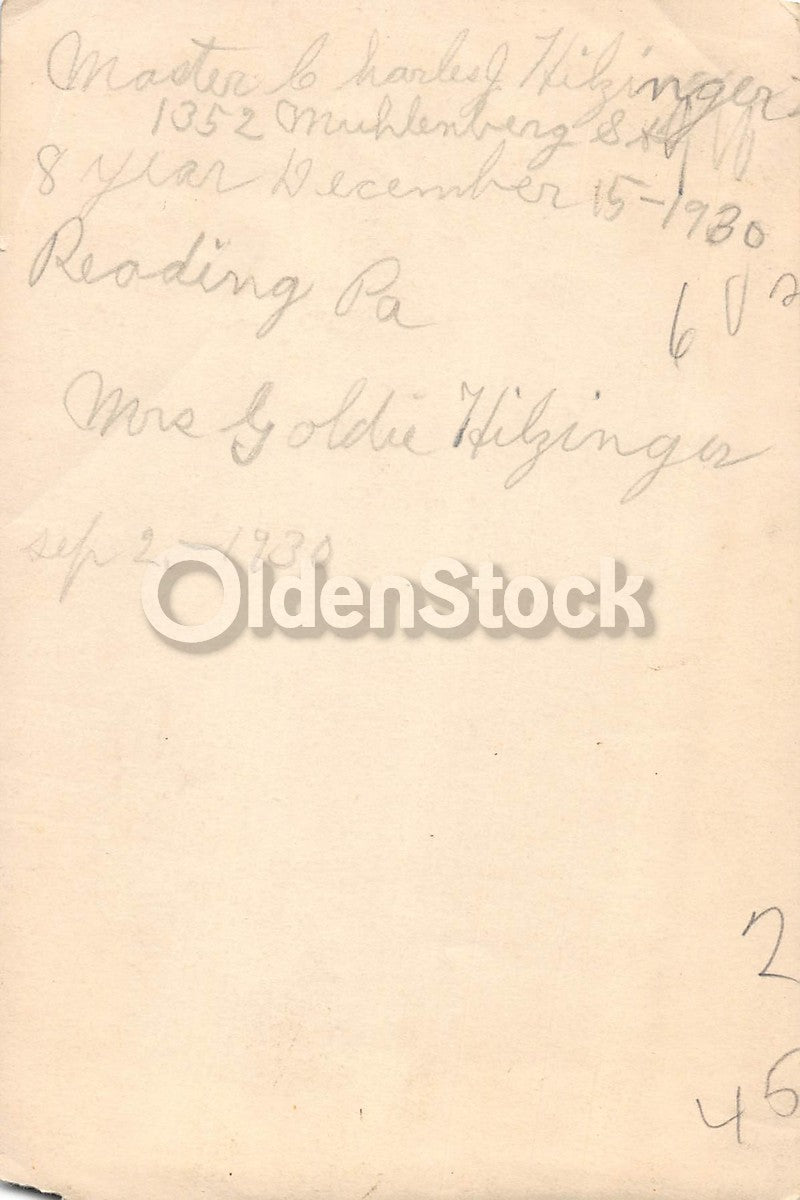 Master Charles J. Hilzinger
1352 Muhlenberg St
8 year December 15-1930
Reading Pa
6
2
Mrs Goldie Hilzinger
sep 2-1930
OldenStock
2
45